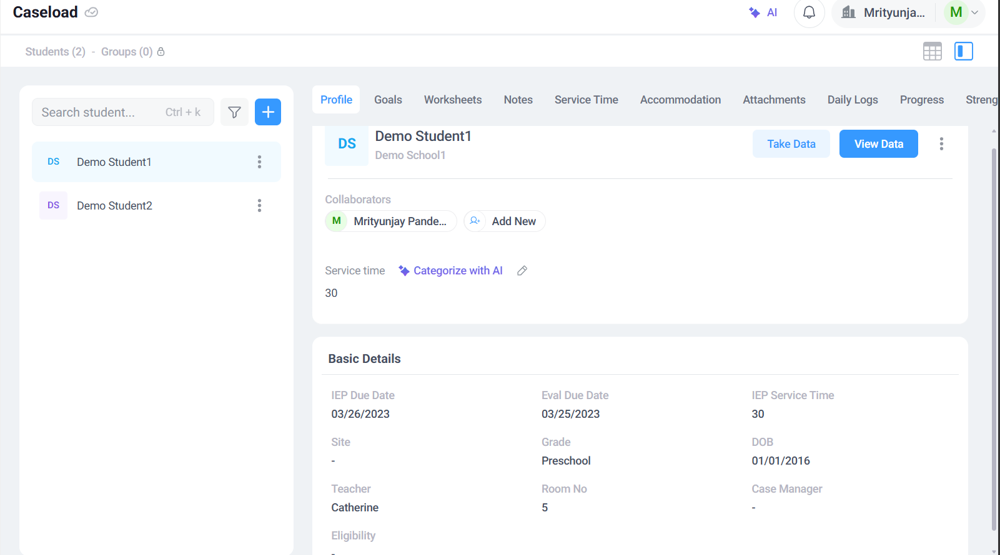 Caseload
AI
Mrityunja...
M
Students (2) - Groups (0)
Search student... Ctrl + k
DS Demo Student1
DS Demo Student2
Profile Goals Worksheets Notes Service Time Accommodation Attachments Daily Logs Progress Streng
DS
Demo Student1
Demo School1
Take Data
View Data
Collaborators
M Mrityunjay Pande... Add New
Service time Categorize with AI
30
Basic Details
IEP Due Date Eval Due Date IEP Service Time
03/26/2023 03/25/2023 30
Site Grade DOB
- Preschool 01/01/2016
Teacher Room No Case Manager
Catherine 5 -
Eligibility
-